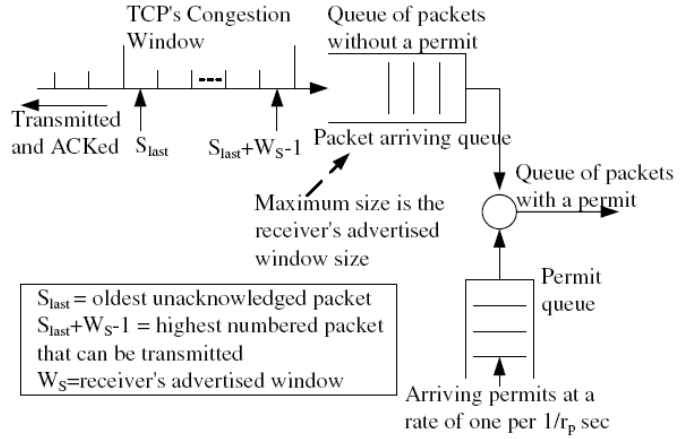 TCP's Congestion
Window
Queue of packets
without a permit
Transmitted
and ACKed
Slast
Slast+WS-1
Packet arriving queue
Queue of packets
with a permit
Maximum size is the
receiver's advertised
window size
Permit
queue
Slast = oldest unacknowledged packet
Slast+WS-1 = highest numbered packet
that can be transmitted
WS=receiver's advertised window
Arriving permits at a
rate of one per 1/rp sec